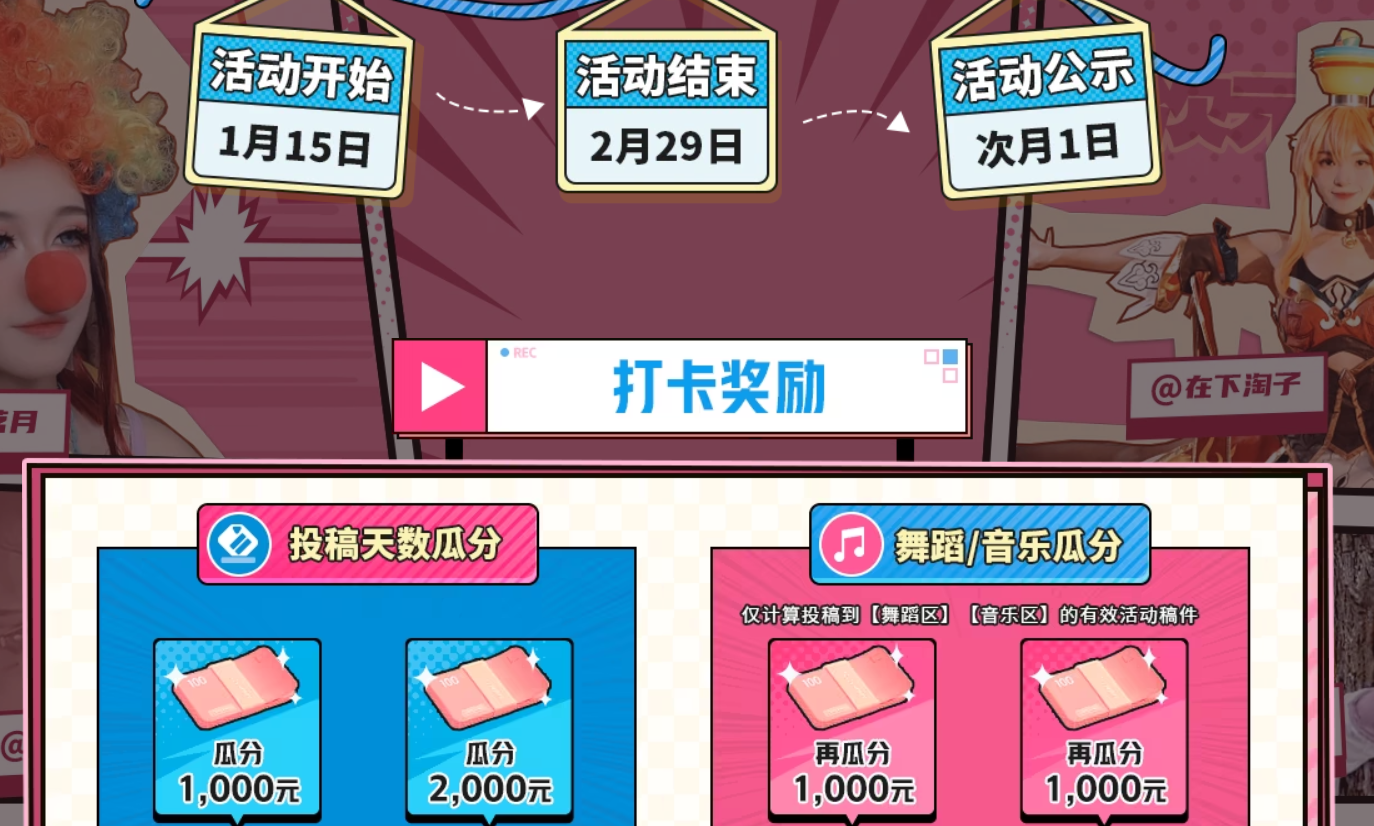 活动开始
1月15日
活动结束
2月29日
活动公示
次月1日
@在下淘子
月
REC
打卡奖励
投稿天数瓜分
舞蹈/音乐瓜分
仅计算投稿到【舞蹈区】【音乐区】的有效活动稿件
100
瓜分
1,000元
100
瓜分
2,000元
100
再瓜分
1,000元
100
再瓜分
1,000元
@